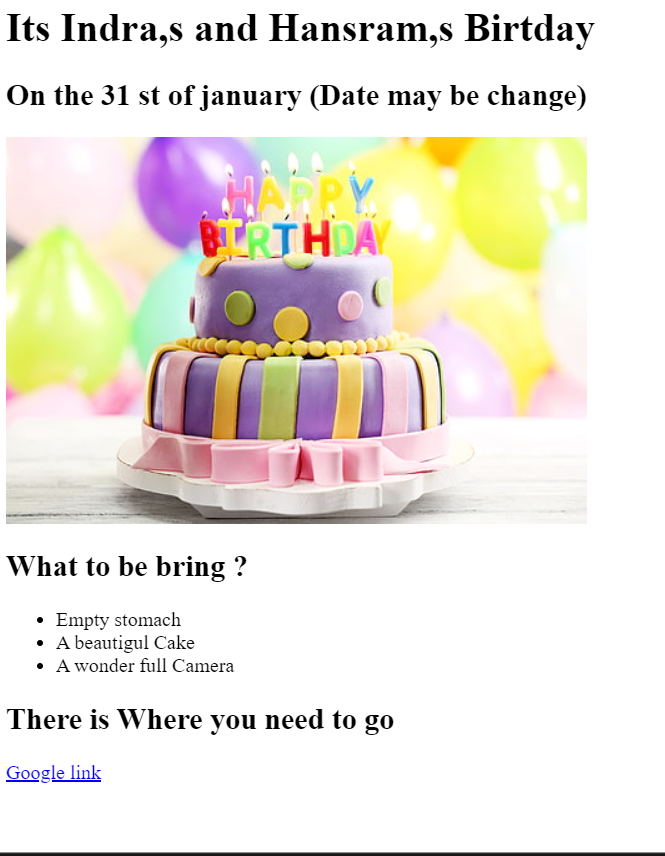 Its Indra,s and Hansram,s Birtday
On the 31 st of january (Date may be change)
HAPPY
BIRTHDAY
What to be bring ?
Empty stomach
A beautigul Cake
A wonder full Camera
There is Where you need to go
Google link